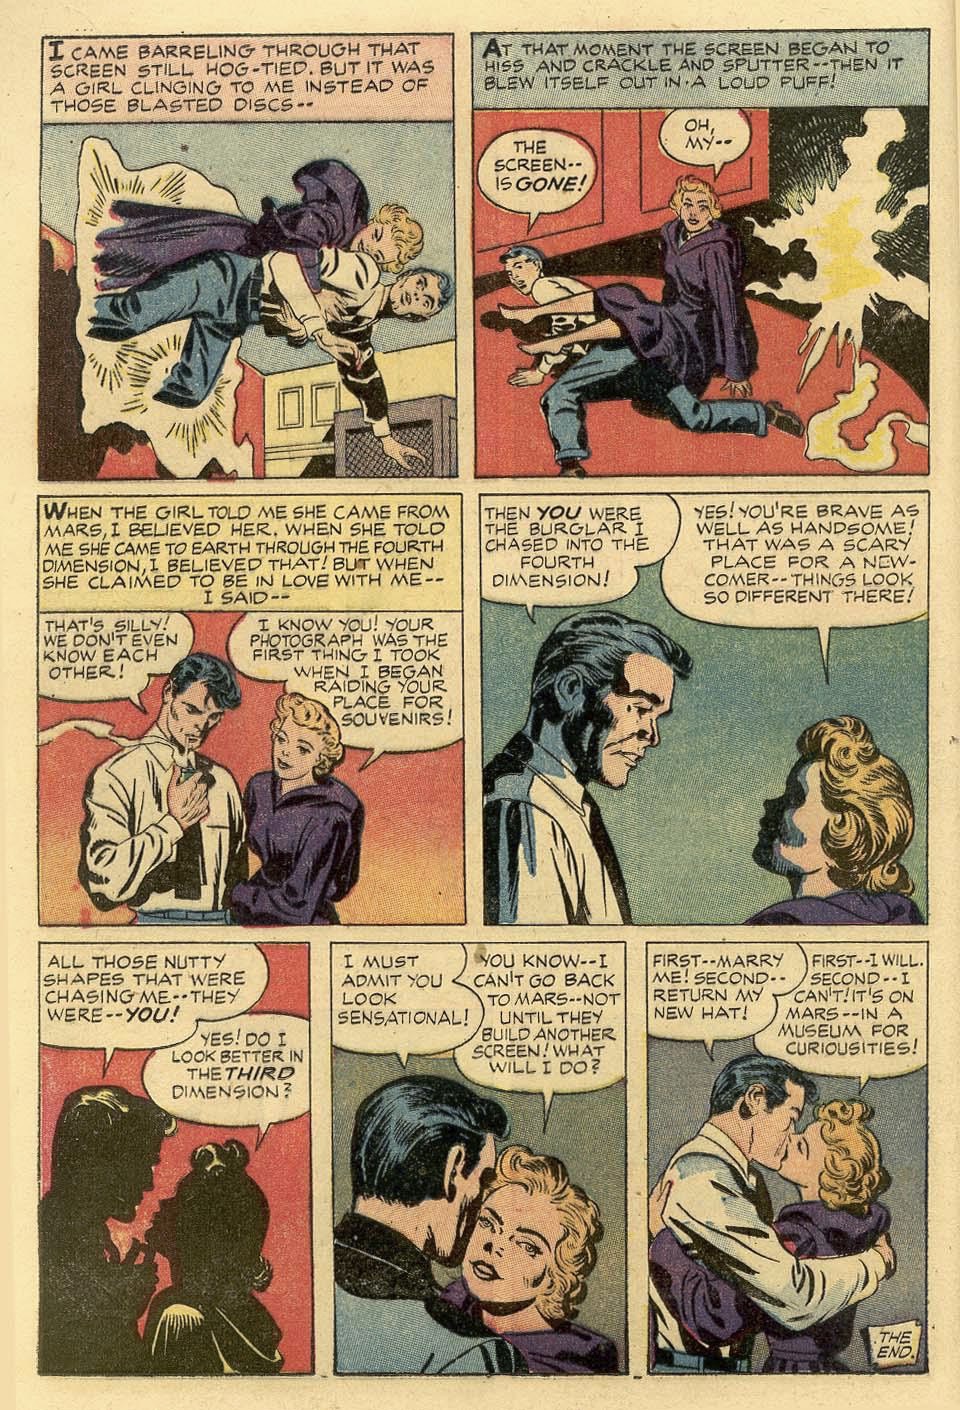 I CAME BARRELING THROUGH THAT
SCREEN STILL HOG-TIED. BUT IT WAS
A GIRL CLINGING TO ME INSTEAD OF
THOSE BLASTED DISCS--
AT THAT MOMENT THE SCREEN BEGAN TO
HISS AND CRACKLE AND SPUTTER--THEN IT
BLEW ITSELF OUT IN A LOUD PUFF!
THE
SCREEN--
IS GONE!
OH,
MY--
WHEN THE GIRL TOLD ME SHE CAME FROM
MARS, I BELIEVED HER. WHEN SHE TOLD
ME SHE CAME TO EARTH THROUGH THE FOURTH
DIMENSION, I BELIEVED THAT! BUT WHEN
SHE CLAIMED TO BE IN LOVE WITH ME--
I SAID--
THAT'S SILLY!
WE DON'T EVEN
KNOW EACH
OTHER!
I KNOW YOU! YOUR
PHOTOGRAPH WAS THE
FIRST THING I TOOK
WHEN I BEGAN
RAIDING YOUR
PLACE FOR
SOUVENIRS!
THEN YOU WERE
THE BURGLAR I
CHASED INTO THE
FOURTH
DIMENSION!
YES! YOU'RE BRAVE AS
WELL AS HANDSOME!
THAT WAS A SCARY
PLACE FOR A NEW-
COMER--THINGS LOOK
SO DIFFERENT THERE!
ALL THOSE NUTTY
SHAPES THAT WERE
CHASING ME--THEY
WERE--YOU!
YES! DO I
LOOK BETTER IN
THE THIRD
DIMENSION?
I MUST
ADMIT YOU
LOOK
SENSATIONAL!
YOU KNOW--I
CAN'T GO BACK
TO MARS--NOT
UNTIL THEY
BUILD ANOTHER
SCREEN! WHAT
WILL I DO?
FIRST--MARRY
ME! SECOND--
RETURN MY
NEW HAT!
FIRST--I WILL.
SECOND--I
CAN'T! IT'S ON
MARS--IN A
MUSEUM FOR
CURIOUSITIES!
THE
END.